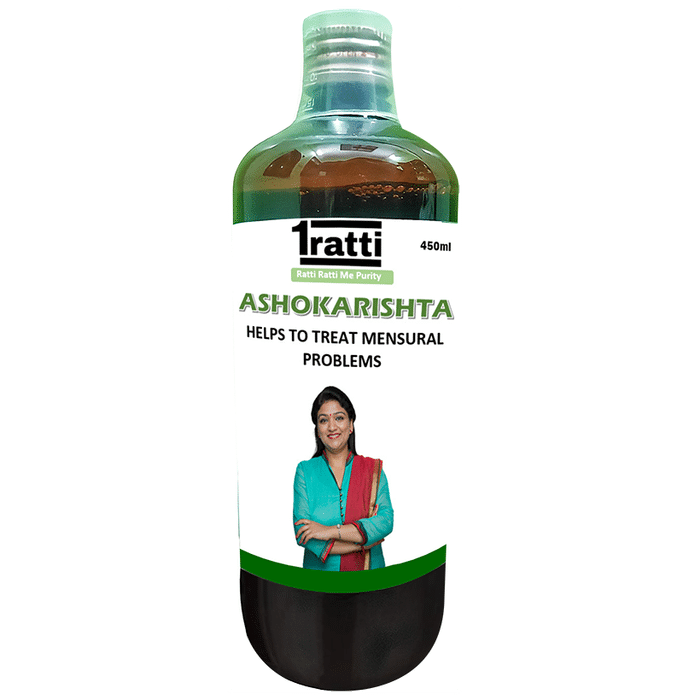 1ratti
450ml
Ratti Ratti Me Purity
ASHOKARISHTA
HELPS TO TREAT MENSURAL
PROBLEMS